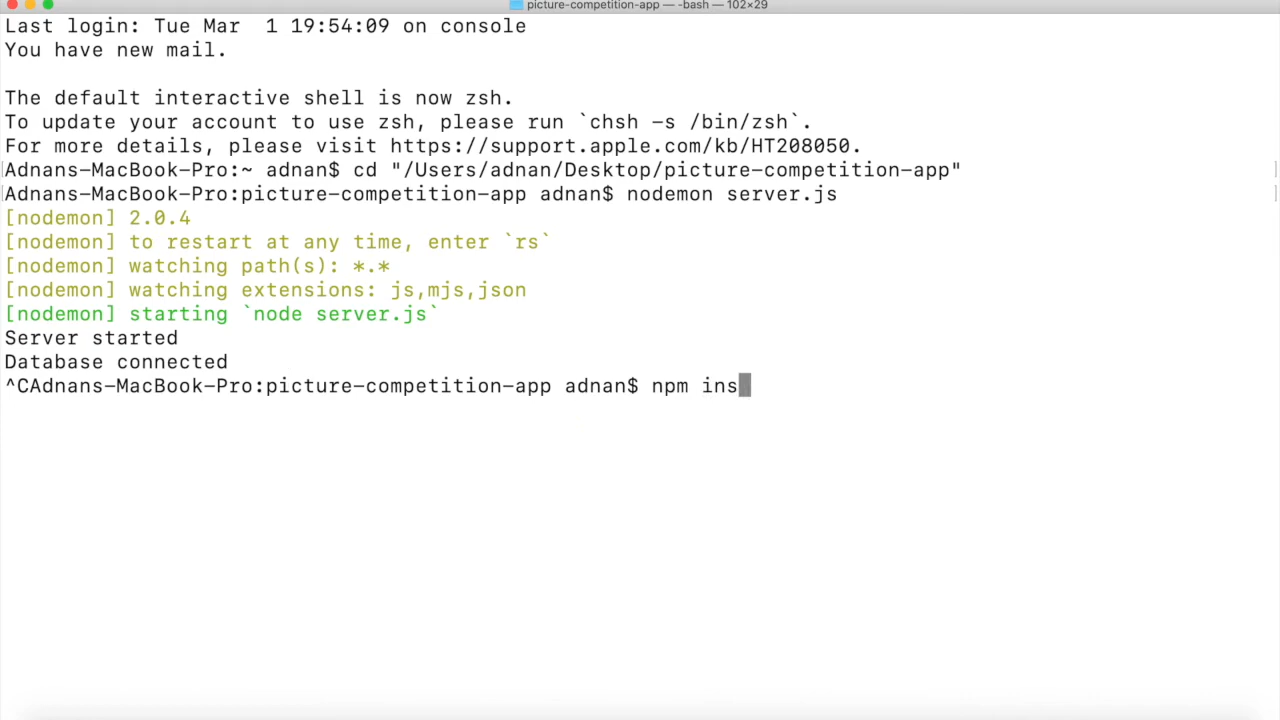 picture-competition-app — -bash — 102×29
Last login: Tue Mar  1 19:54:09 on console
You have new mail.
The default interactive shell is now zsh.
To update your account to use zsh, please run `chsh -s /bin/zsh`.
For more details, please visit https://support.apple.com/kb/HT208050.
Adnans-MacBook-Pro:~ adnan$ cd "/Users/adnan/Desktop/picture-competition-app"
Adnans-MacBook-Pro:picture-competition-app adnan$ nodemon server.js
[nodemon] 2.0.4
[nodemon] to restart at any time, enter `rs`
[nodemon] watching path(s): *.*
[nodemon] watching extensions: js,mjs,json
[nodemon] starting `node server.js`
Server started
Database connected
^CAdnans-MacBook-Pro:picture-competition-app adnan$ npm ins